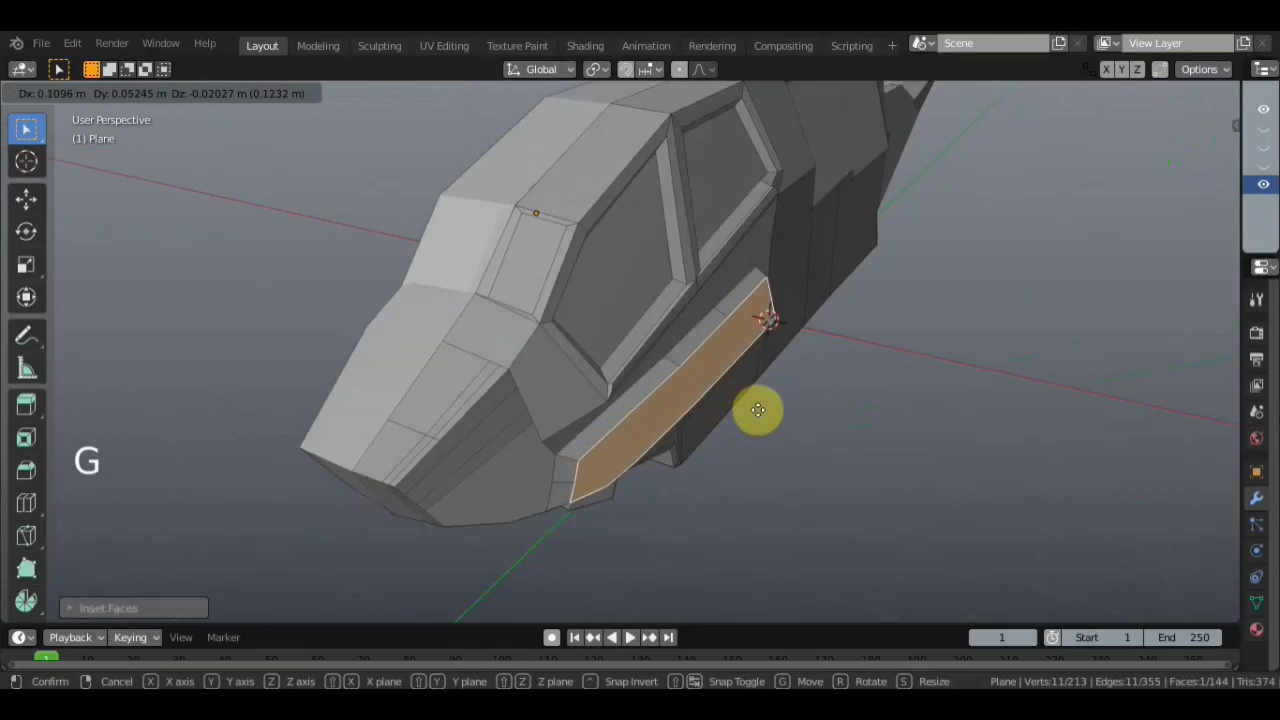 File Edit Render Window Help Layout Modeling Sculpting UV Editing Texture Paint Shading Animation Rendering Compositing Scripting + Scene View Layer
Global X Y Z Options
Dx: 0.1096 m Dy: 0.05245 m Dz: -0.02027 m (0.1232 m)
User Perspective
(1) Plane
G
Inset Faces
Playback Keying View Marker 1 Start 1 End 250
Confirm Cancel X X axis Y Y axis Z Z axis X X plane Y Y plane Z Z plane ^ Snap Invert Snap Toggle G Move R Rotate S Resize Plane | Verts:11/213 | Edges:11/355 | Faces:1/144 | Tris:374